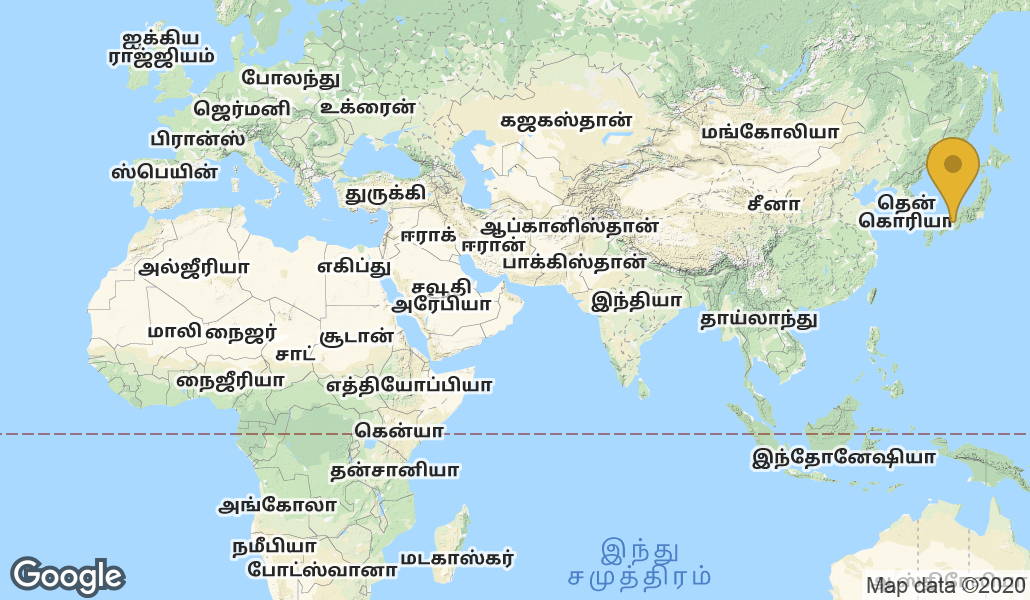 ஐக்கிய
ராஜ்ஜியம்
போலந்து
ஜெர்மனி
உக்ரைன்
பிரான்ஸ்
ஸ்பெயின்
கஜகஸ்தான்
மங்கோலியா
துருக்கி
சீனா
தென்
கொரியா
ஈராக்
ஈரான்
ஆப்கானிஸ்தான்
பாக்கிஸ்தான்
அல்ஜீரியா
எகிப்து
சவூதி
அரேபியா
இந்தியா
தாய்லாந்து
மாலி
நைஜர்
சூடான்
சாட்
நைஜீரியா
எத்தியோப்பியா
கென்யா
தன்சானியா
இந்தோனேஷியா
அங்கோலா
நமீபியா
போட்ஸ்வானா
மடகாஸ்கர்
இந்து
சமுத்திரம்
Google
Map data ©2020